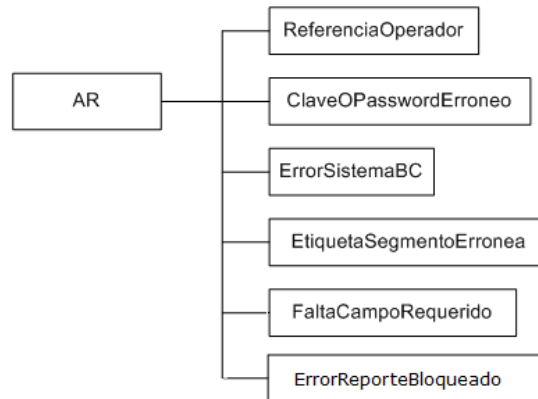 ReferenciaOperador
AR
ClaveOPasswordErroneo
ErrorSistemaBC
EtiquetaSegmentoErronea
FaltaCampoRequerido
ErrorReporteBloqueado